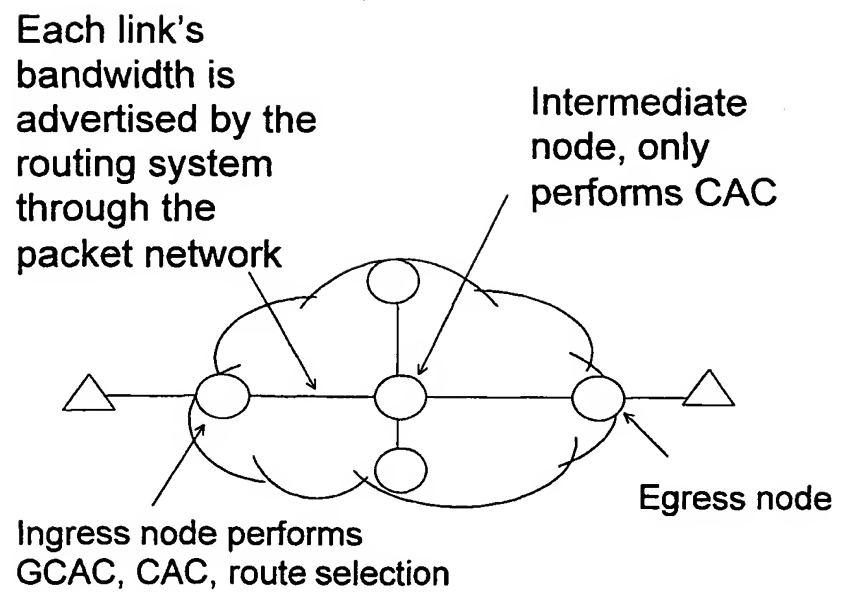 Each link's
bandwidth is
advertised by the
routing system
through the
packet network
Intermediate
node, only
performs CAC
Egress node
Ingress node performs
GCAC, CAC, route selection